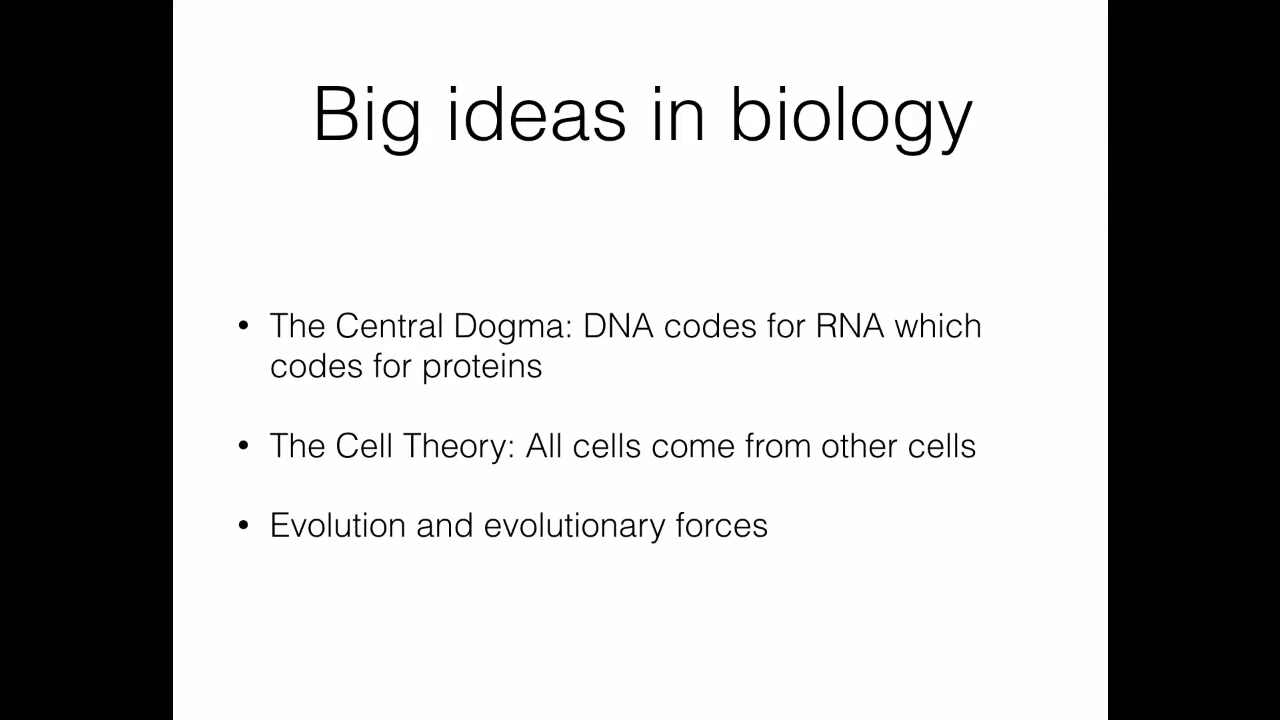 Big ideas in biology
• The Central Dogma: DNA codes for RNA which
codes for proteins
• The Cell Theory: All cells come from other cells
• Evolution and evolutionary forces